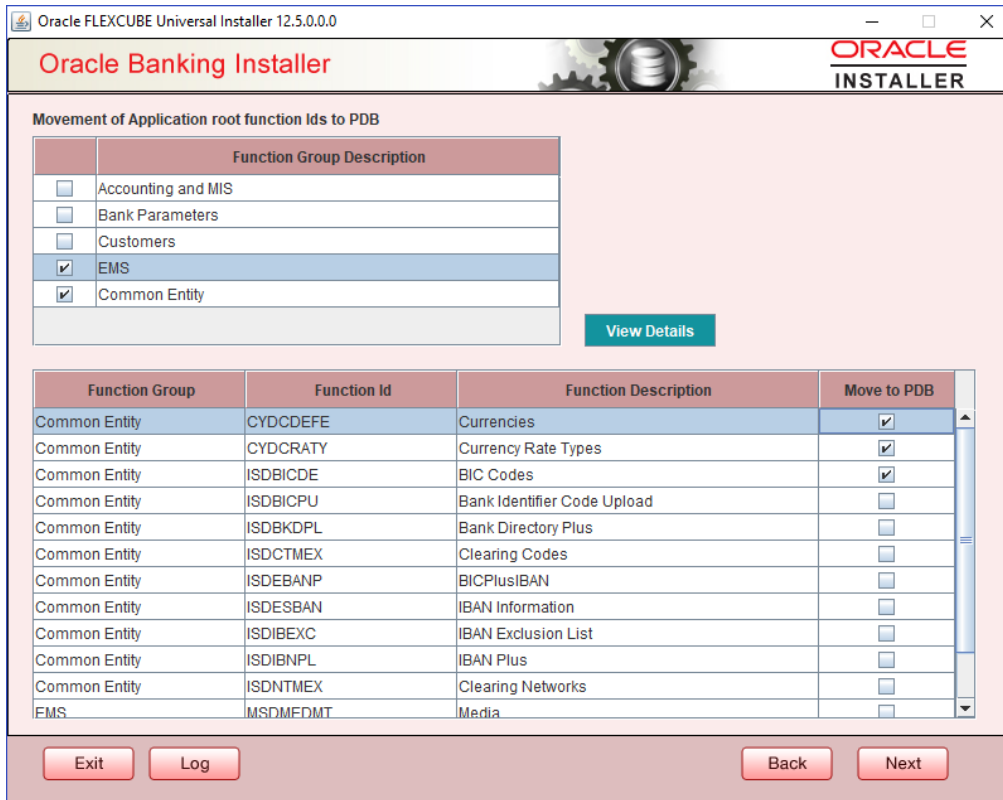 Oracle FLEXCUBE Universal Installer 12.5.0.0.0
Oracle Banking Installer
ORACLE
INSTALLER
Movement of Application root function Ids to PDB
Function Group Description
Accounting and MIS
Bank Parameters
Customers
EMS
Common Entity
View Details
Function Group Function Id Function Description Move to PDB
Common Entity CYDCDEFE Currencies
Common Entity CYDCRATY Currency Rate Types
Common Entity ISDBICDE BIC Codes
Common Entity ISDBICPU Bank Identifier Code Upload
Common Entity ISDBKDPL Bank Directory Plus
Common Entity ISDCTMEX Clearing Codes
Common Entity ISDEBANP BICPlusIBAN
Common Entity ISDESBAN IBAN Information
Common Entity ISDIBEXC IBAN Exclusion List
Common Entity ISDIBNPL IBAN Plus
Common Entity ISDNTMEX Clearing Networks
EMS MSDMEDMT Media
Exit Log Back Next